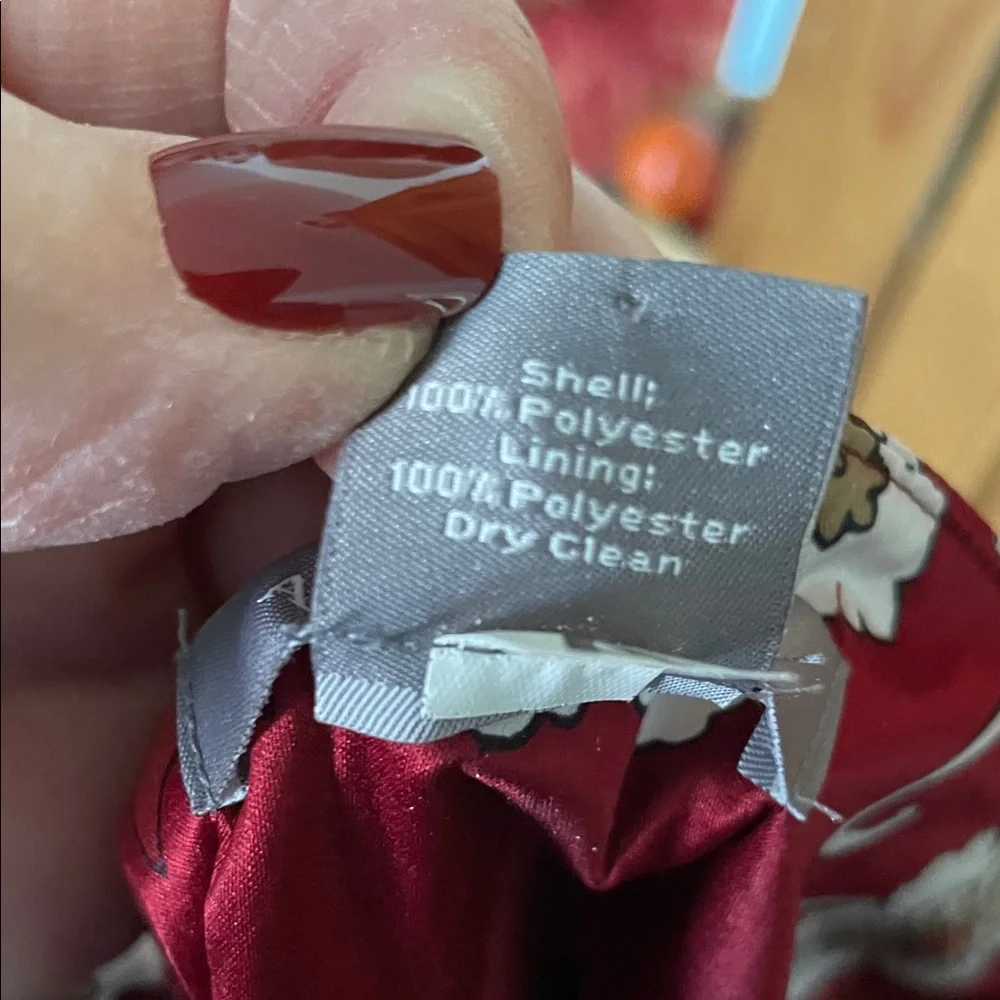 Shell:
100% Polyester
Lining:
100% Polyester
Dry Clean
A